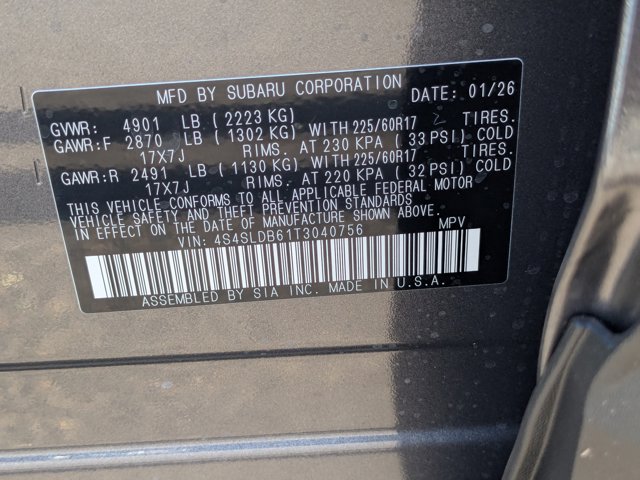 MFD BY SUBARU CORPORATION DATE: 01/26
GVWR: 4901 LB (2223 KG)
GAWR:F 2870 LB (1302 KG) WITH 225/60R17 TIRES.
17X7J RIMS. AT 230 KPA (33 PSI) COLD
GAWR:R 2491 LB (1130 KG) WITH 225/60R17 TIRES.
17X7J RIMS. AT 220 KPA (32 PSI) COLD
THIS VEHICLE CONFORMS TO ALL APPLICABLE FEDERAL MOTOR
VEHICLE SAFETY AND THEFT PREVENTION STANDARDS
IN EFFECT ON THE DATE OF MANUFACTURE SHOWN ABOVE.
VIN: 4S4SLDB61T3040756 MPV
ASSEMBLED BY SIA INC. MADE IN U.S.A.